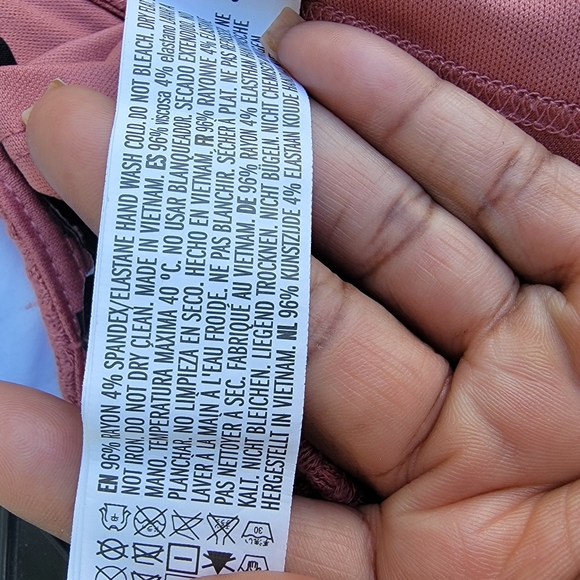 EN 96% RAYON 4% SPANDEX/ELASTANE HAND WASH COLD DO NOT BLEACH. DRY
NOT IRON. DO NOT DRY CLEAN. MADE IN VIETNAM. ES 96% viscosa 4% elastano
MANO. TEMPERATURA MÁXIMA 40 °C. NO USAR BLANQUEADOR. SECADO EXTENDIDO.
PLANCHAR. NO LIMPIEZA EN SECO. HECHO EN VIETNAM. FR 96% RAYONNE 4%
LAVER À LA MAIN À L'EAU FROIDE. NE PAS BLANCHIR. SÉCHER À PLAT. NE PAS
PAS NETTOYER À SEC. FABRIQUÉ AU VIETNAM. DE 96% RAYON 4% ELASTHAN
KALT. NICHT BLEICHEN. LIEGEND TROCKNEN. NICHT BÜGELN. NICHT
HERGESTELLT IN VIETNAM. NL 96% KUNSTZIJDE 4% ELASTAAN KOUDE
30